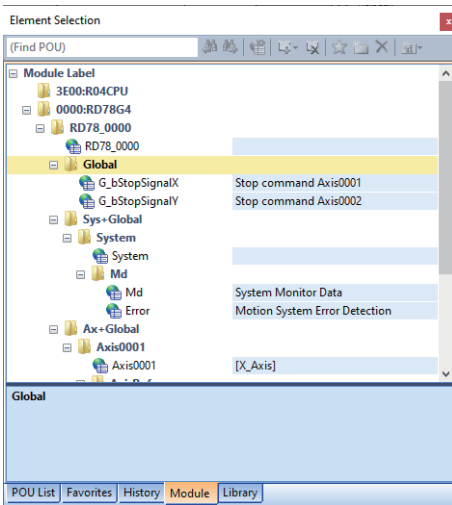 Element Selection
x
(Find POU)
Module Label
3E00:R04CPU
0000:RD78G4
RD78_0000
RD78_0000
Global
G_bStopSignalX Stop command Axis0001
G_bStopSignalY Stop command Axis0002
Sys+Global
System
System
Md
Md System Monitor Data
Error Motion System Error Detection
Ax+Global
Axis0001
Axis0001 [X_Axis]
Global
POU List Favorites History Module Library